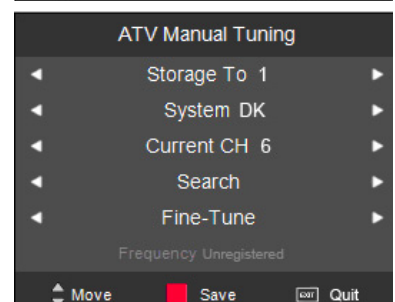 ATV Manual Tuning
Storage To 1
System DK
Current CH 6
Search
Fine-Tune
Frequency Unregistered
Move Save EXIT Quit